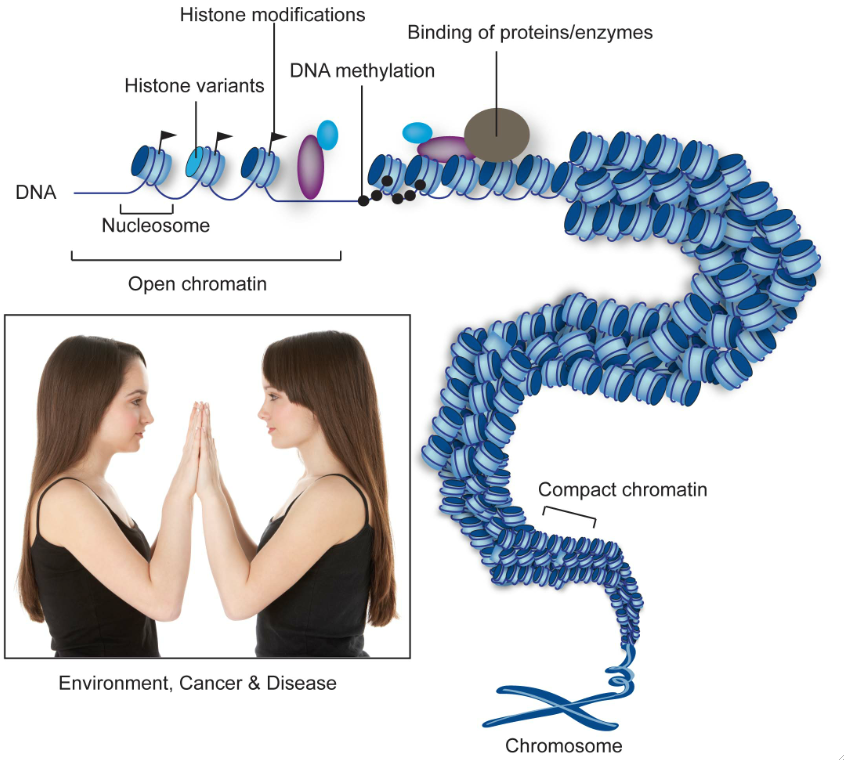 Histone modifications
Binding of proteins/enzymes
DNA methylation
Histone variants
DNA
Nucleosome
Open chromatin
Compact chromatin
Environment, Cancer & Disease
Chromosome